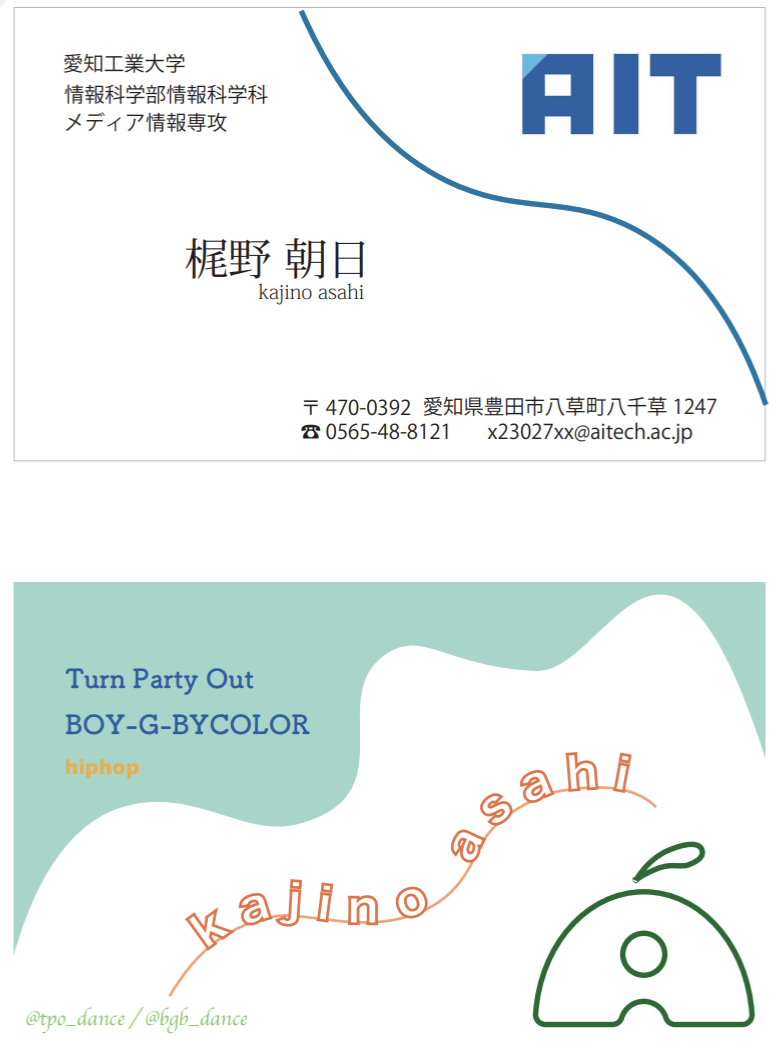 愛知工業大学
情報科学部情報科学科
メディア情報専攻
AIT
梶野 朝日
kajino asahi
〒 470-0392 愛知県豊田市八草町八千草 1247
☎ 0565-48-8121 x23027xx@aitech.ac.jp
Turn Party Out
BOY-G-BYCOLOR
hiphop
kajino asahi
@tpo_dance / @bgb_dance